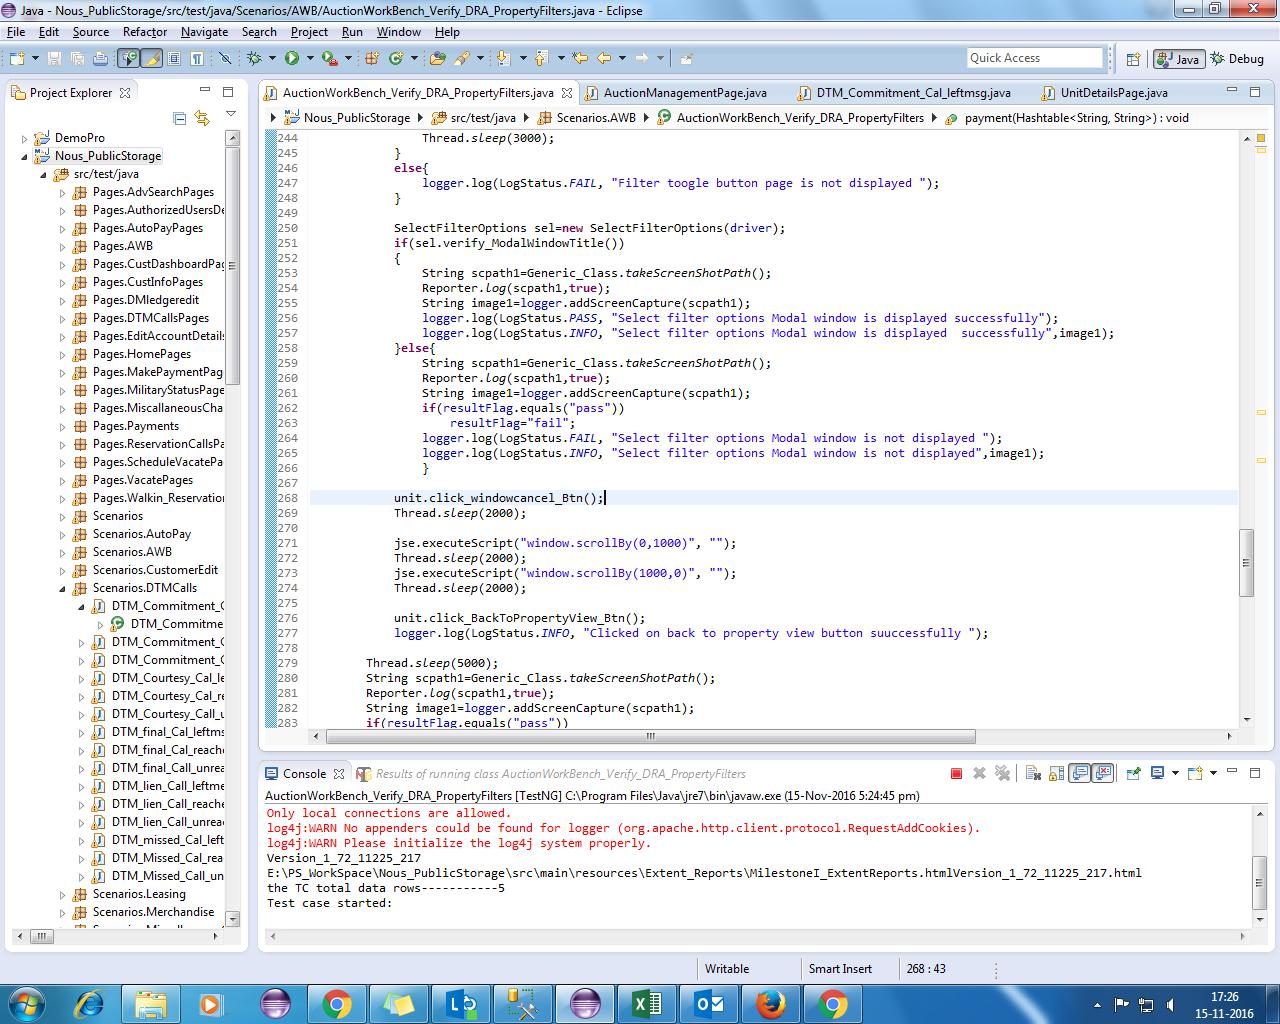 Java - Nous_PublicStorage/src/test/java/Scenarios/AWB/AuctionWorkBench_Verify_DRA_PropertyFilters.java - Eclipse
File Edit Source Refactor Navigate Search Project Run Window Help
Quick Access
Java
Debug
Project Explorer
DemoPro
Nous_PublicStorage
src/test/java
Pages.AdvSearchPages
Pages.AuthorizedUsersDe
Pages.AutoPayPages
Pages.AWB
Pages.CustDashboardPag
Pages.CustInfoPages
Pages.DMledgeredit
Pages.DTMCallsPages
Pages.EditAccountDetail
Pages.HomePages
Pages.MakePaymentPag
Pages.MilitaryStatusPage
Pages.MiscallaneousCha
Pages.Payments
Pages.ReservationCallsPa
Pages.ScheduleVacatePa
Pages.VacatePages
Pages.Walkin_Reservatio
Scenarios
Scenarios.AutoPay
Scenarios.AWB
Scenarios.CustomerEdit
Scenarios.DTMCalls
DTM_Commitment_C
DTM_Commitme
DTM_Commitment_C
DTM_Commitment_C
DTM_Courtesy_Cal_le
DTM_Courtesy_Cal_re
DTM_Courtesy_Call_u
DTM_final_Cal_leftms
DTM_final_Cal_reache
DTM_final_Call_unrea
DTM_lien_Call_leftme
DTM_lien_Call_reache
DTM_lien_Call_unreac
DTM_missed_Cal_left
DTM_Missed_Cal_rea
DTM_Missed_Call_un
Scenarios.Leasing
Scenarios.Merchandise
AuctionWorkBench_Verify_DRA_PropertyFilters.java
AuctionManagementPage.java
DTM_Commitment_Cal_leftmsg.java
UnitDetailsPage.java
Nous_PublicStorage src/test/java Scenarios.AWB AuctionWorkBench_Verify_DRA_PropertyFilters payment(Hashtable<String, String>) : void
244 Thread.sleep(3000);
245 }
246 else{
247 logger.log(LogStatus.FAIL, "Filter toogle button page is not displayed ");
248 }
249
250 SelectFilterOptions sel=new SelectFilterOptions(driver);
251 if(sel.verify_ModalWindowTitle())
252 {
253 String scpath1=Generic_Class.takeScreenShotPath();
254 Reporter.log(scpath1,true);
255 String image1=logger.addScreenCapture(scpath1);
256 logger.log(LogStatus.PASS, "Select filter options Modal window is displayed successfully");
257 logger.log(LogStatus.INFO, "Select filter options Modal window is displayed  successfully",image1);
258 }else{
259 String scpath1=Generic_Class.takeScreenShotPath();
260 Reporter.log(scpath1,true);
261 String image1=logger.addScreenCapture(scpath1);
262 if(resultFlag.equals("pass"))
263 resultFlag="fail";
264 logger.log(LogStatus.FAIL, "Select filter options Modal window is not displayed ");
265 logger.log(LogStatus.INFO, "Select filter options Modal window is not displayed",image1);
266 }
267
268 unit.click_windowcancel_Btn();
269 Thread.sleep(2000);
270
271 jse.executeScript("window.scrollBy(0,1000)", "");
272 Thread.sleep(2000);
273 jse.executeScript("window.scrollBy(1000,0)", "");
274 Thread.sleep(2000);
275
276 unit.click_BackToPropertyView_Btn();
277 logger.log(LogStatus.INFO, "Clicked on back to property view button suuccessfully ");
278
279 Thread.sleep(5000);
280 String scpath1=Generic_Class.takeScreenShotPath();
281 Reporter.log(scpath1,true);
282 String image1=logger.addScreenCapture(scpath1);
283 if(resultFlag.equals("pass"))
Console
Results of running class AuctionWorkBench_Verify_DRA_PropertyFilters
AuctionWorkBench_Verify_DRA_PropertyFilters [TestNG] C:\Program Files\Java\jre7\bin\javaw.exe (15-Nov-2016 5:24:45 pm)
Only local connections are allowed.
log4j:WARN No appenders could be found for logger (org.apache.http.client.protocol.RequestAddCookies).
log4j:WARN Please initialize the log4j system properly.
Version_1_72_11225_217
E:\PS_WorkSpace\Nous_PublicStorage\src\main\resources\Extent_Reports\MilestoneI_ExtentReports.htmlVersion_1_72_11225_217.html
the TC total data rows-----------5
Test case started:
Writable
Smart Insert
268 : 43
17:26
15-11-2016